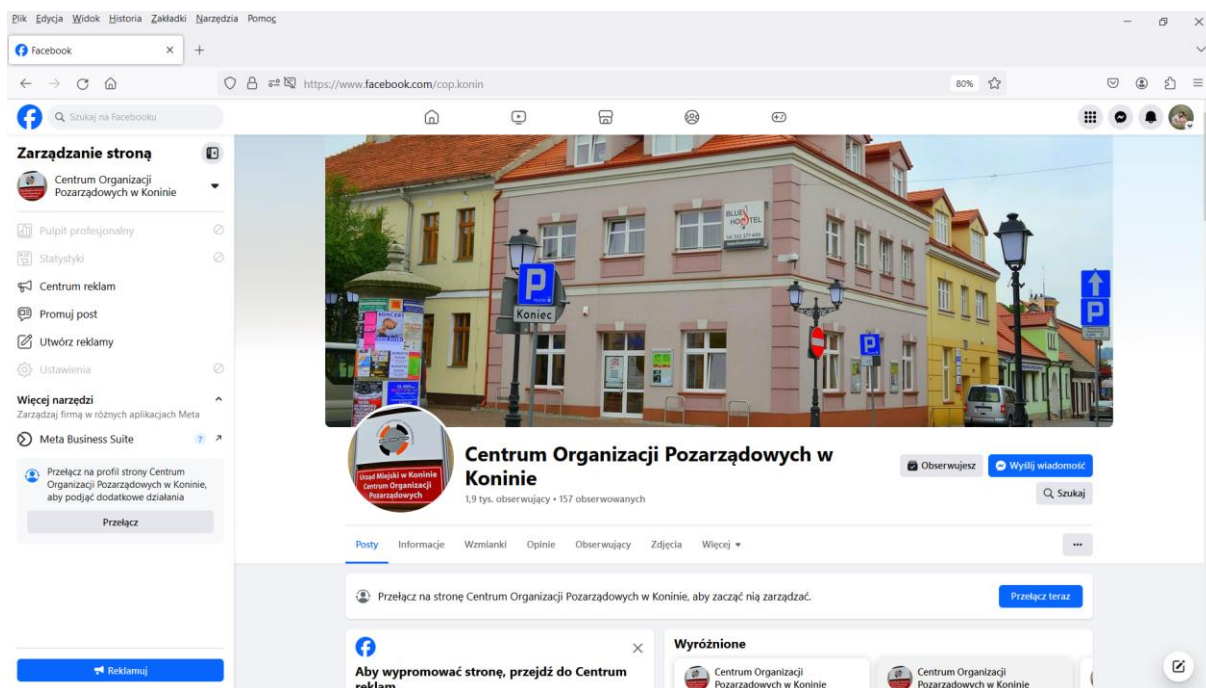 Plik Edycja Widok Historia Zakładki Narzędzia Pomoc
Facebook
https://www.facebook.com/cop.konin
80%
Szukaj na Facebooku
Zarządzanie stroną
Centrum Organizacji
Pozarządowych w Koninie
Pulpit profesjonalny
Statystyki
Centrum reklam
Promuj post
Utwórz reklamy
Ustawienia
Więcej narzędzi
Zarządzaj firmą w różnych aplikacjach Meta
Meta Business Suite
7
Przełącz na profil strony Centrum
Organizacji Pozarządowych w Koninie,
aby podjąć dodatkowe działania
Przełącz
Reklamuj
BLUE
HOSTEL
P
Koniec
KONCERT
P
P
Urząd Miejski w Koninie
Centrum Organizacji
Pozarządowych
Centrum Organizacji Pozarządowych w
Koninie
1,9 tys. obserwujący • 157 obserwowanych
Obserwujesz
Wyślij wiadomość
Szukaj
Posty Informacje Wzmianki Opinie Obserwujący Zdjęcia Więcej
Przełącz na stronę Centrum Organizacji Pozarządowych w Koninie, aby zacząć nią zarządzać.
Przełącz teraz
Aby wypromować stronę, przejdź do Centrum
reklam
Wyróżnione
Centrum Organizacji
Pozarządowych w Koninie
Centrum Organizacji
Pozarządowych w Koninie